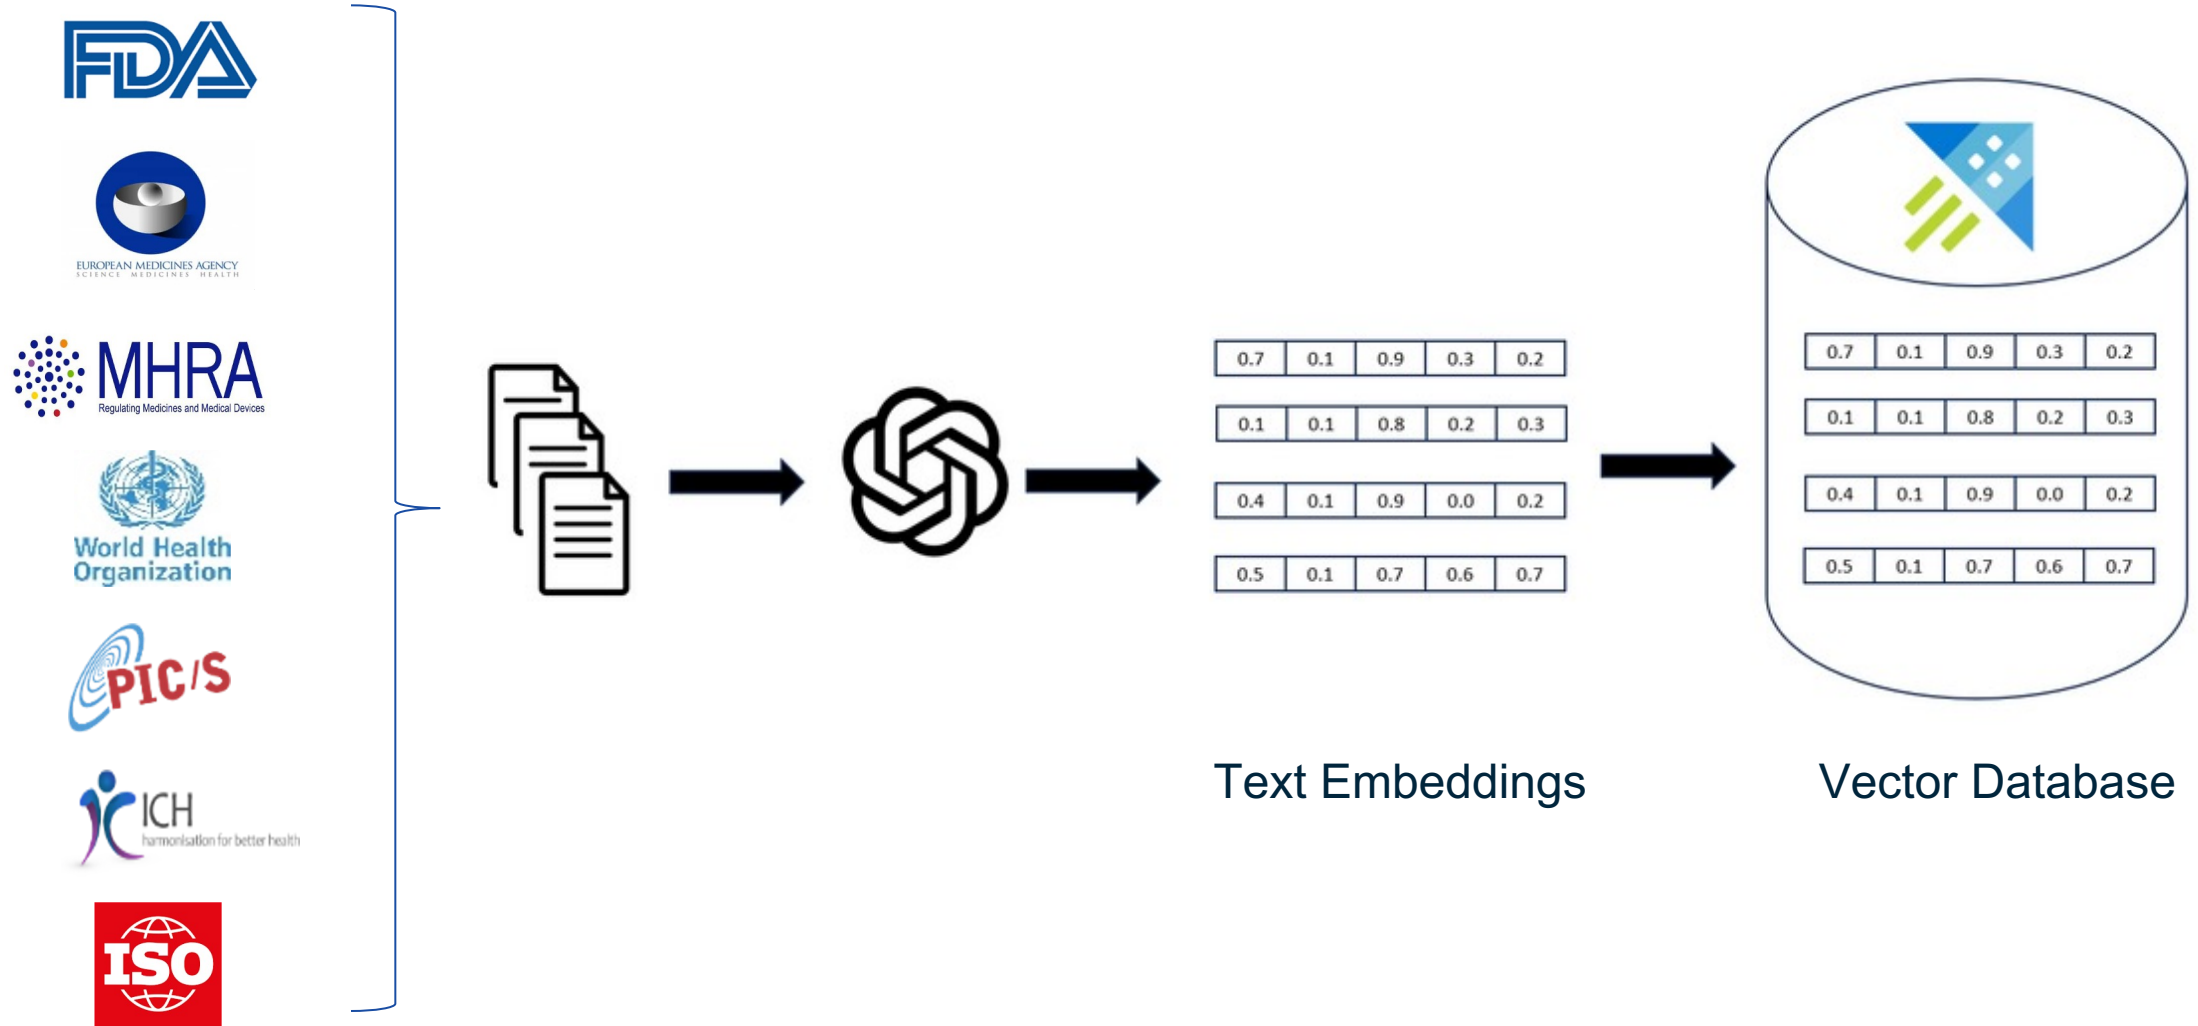 FDA
EUROPEAN MEDICINES AGENCY
SCIENCE MEDICINES HEALTH
MHRA
Regulating Medicines and Medical Devices
World Health
Organization
PIC/S
ICH
harmonisation for better health
ISO
0.7 0.1 0.9 0.3 0.2
0.1 0.1 0.8 0.2 0.3
0.4 0.1 0.9 0.0 0.2
0.5 0.1 0.7 0.6 0.7
Text Embeddings
0.7 0.1 0.9 0.3 0.2
0.1 0.1 0.8 0.2 0.3
0.4 0.1 0.9 0.0 0.2
0.5 0.1 0.7 0.6 0.7
Vector Database